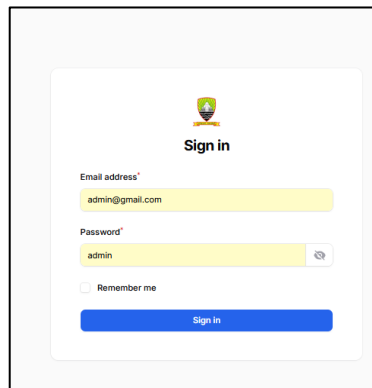 Sign in
Email address*
admin@gmail.com
Password*
admin
Remember me
Sign in